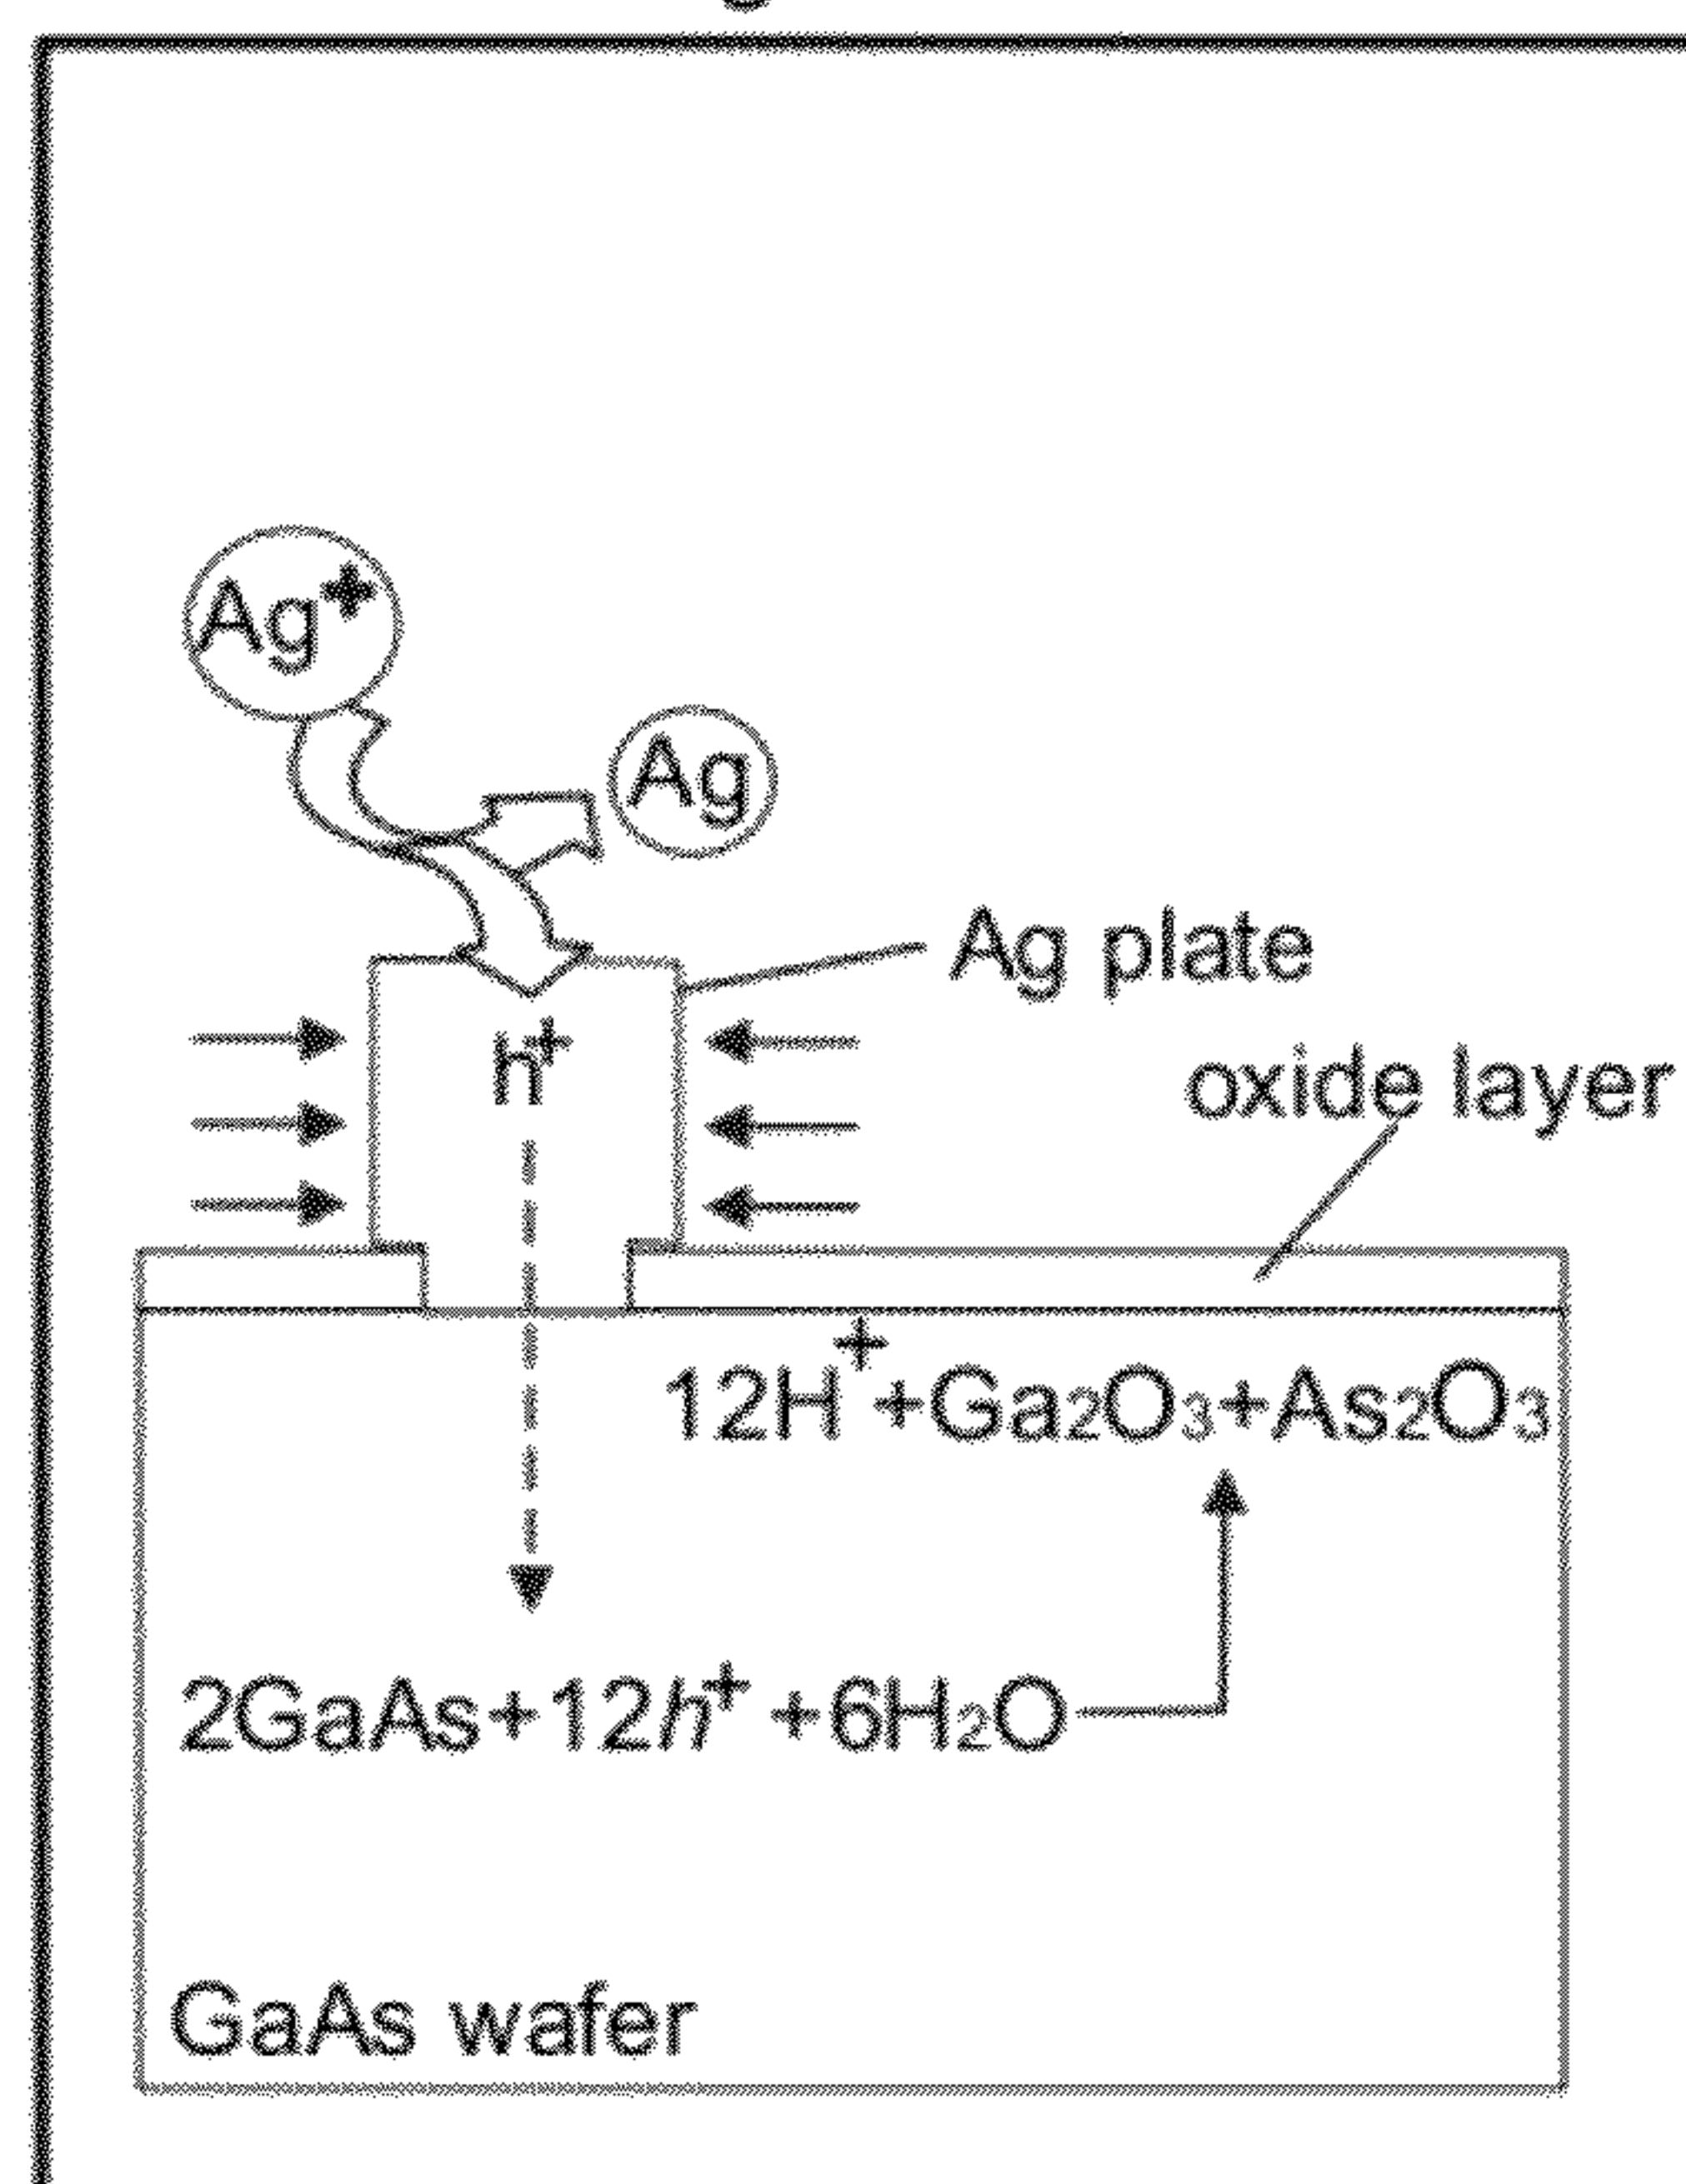 Ag⁺
Ag
Ag plate
h⁺
oxide layer
12H⁺+Ga₂O₃+As₂O₃
2GaAs+12h⁺+6H₂O
GaAs wafer